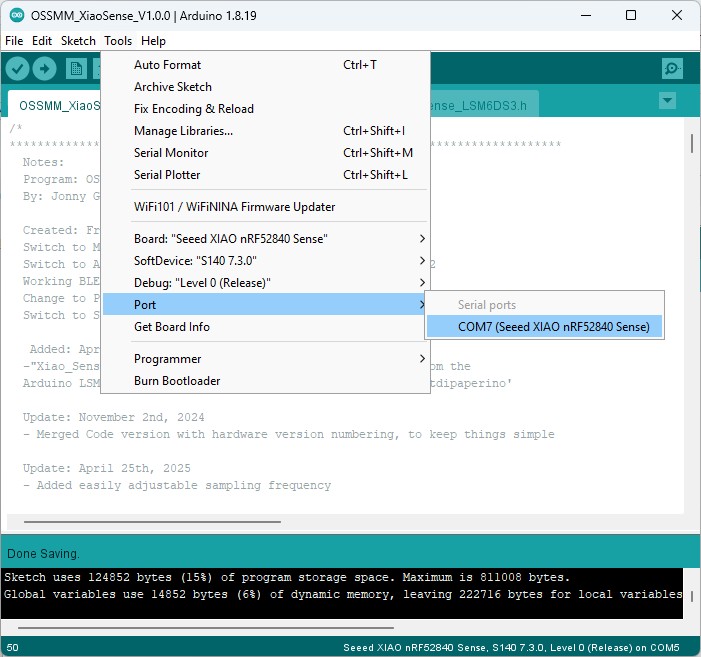 OSSMM_XiaoSense_V1.0.0 | Arduino 1.8.19
File Edit Sketch Tools Help
OSSMM_XiaoS
ense_LSM6DS3.h
Auto Format Ctrl+T
Archive Sketch
Fix Encoding & Reload
Manage Libraries... Ctrl+Shift+I
Serial Monitor Ctrl+Shift+M
Serial Plotter Ctrl+Shift+L
WiFi101 / WiFiNINA Firmware Updater
Board: "Seeed XIAO nRF52840 Sense"
SoftDevice: "S140 7.3.0"
Debug: "Level 0 (Release)"
Port
Get Board Info
Programmer
Burn Bootloader
Serial ports
COM7 (Seeed XIAO nRF52840 Sense)
/*
Notes:
Program: OS
By: Jonny G
Created: Fr
Switch to M
Switch to A 2
Working BLE
Change to P
Switch to S
Added: Apr
-"Xiao_Sens om the
Arduino LSM tdipaperino'
Update: November 2nd, 2024
- Merged Code version with hardware version numbering, to keep things simple
Update: April 25th, 2025
- Added easily adjustable sampling frequency
Done Saving.
Sketch uses 124852 bytes (15%) of program storage space. Maximum is 811008 bytes.
Global variables use 14852 bytes (6%) of dynamic memory, leaving 222716 bytes for local variables
50
Seeed XIAO nRF52840 Sense, S140 7.3.0, Level 0 (Release) on COM5